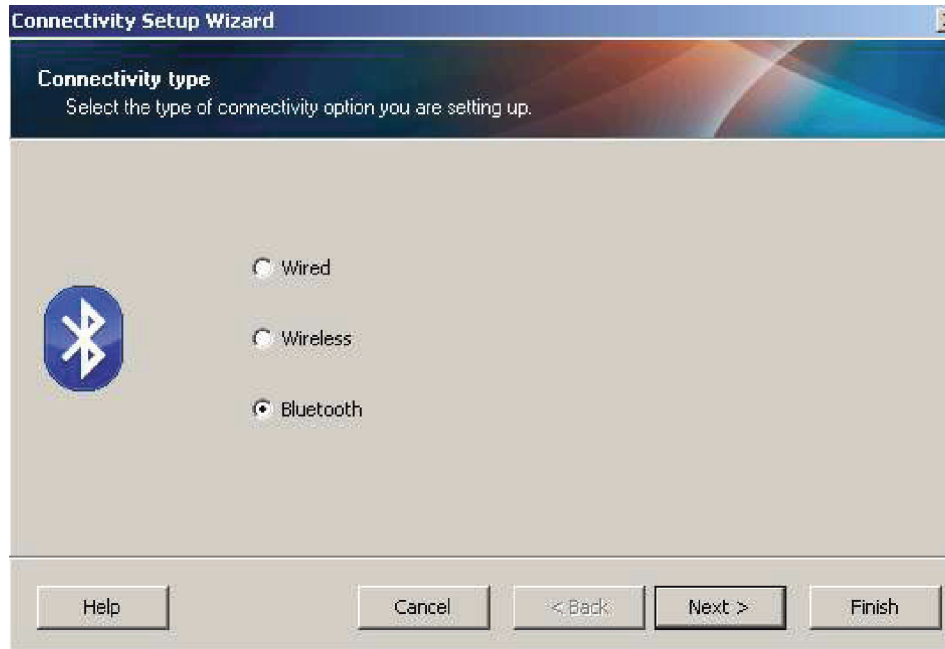 Connectivity Setup Wizard
Connectivity type
Select the type of connectivity option you are setting up.
Wired
Wireless
Bluetooth
Help
Cancel
< Back
Next >
Finish